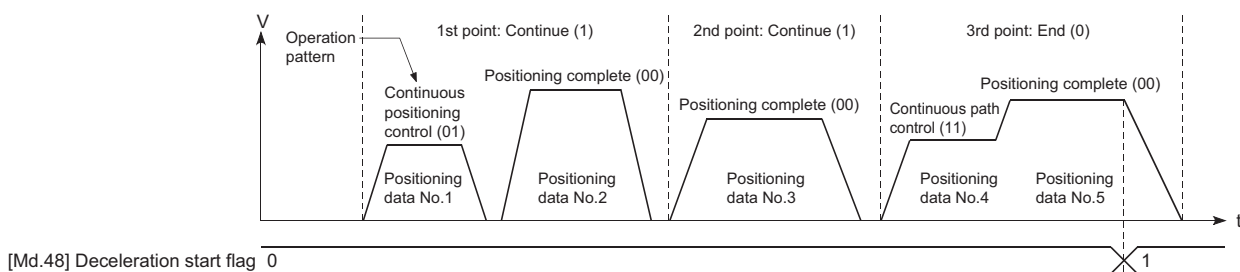 V
Operation
pattern
1st point: Continue (1)
2nd point: Continue (1)
3rd point: End (0)
Continuous
positioning
control (01)
Positioning complete (00)
Positioning complete (00)
Continuous path
control (11)
Positioning complete (00)
Positioning
data No.1
Positioning
data No.2
Positioning
data No.3
Positioning
data No.4
Positioning
data No.5
t
[Md.48] Deceleration start flag 0
1